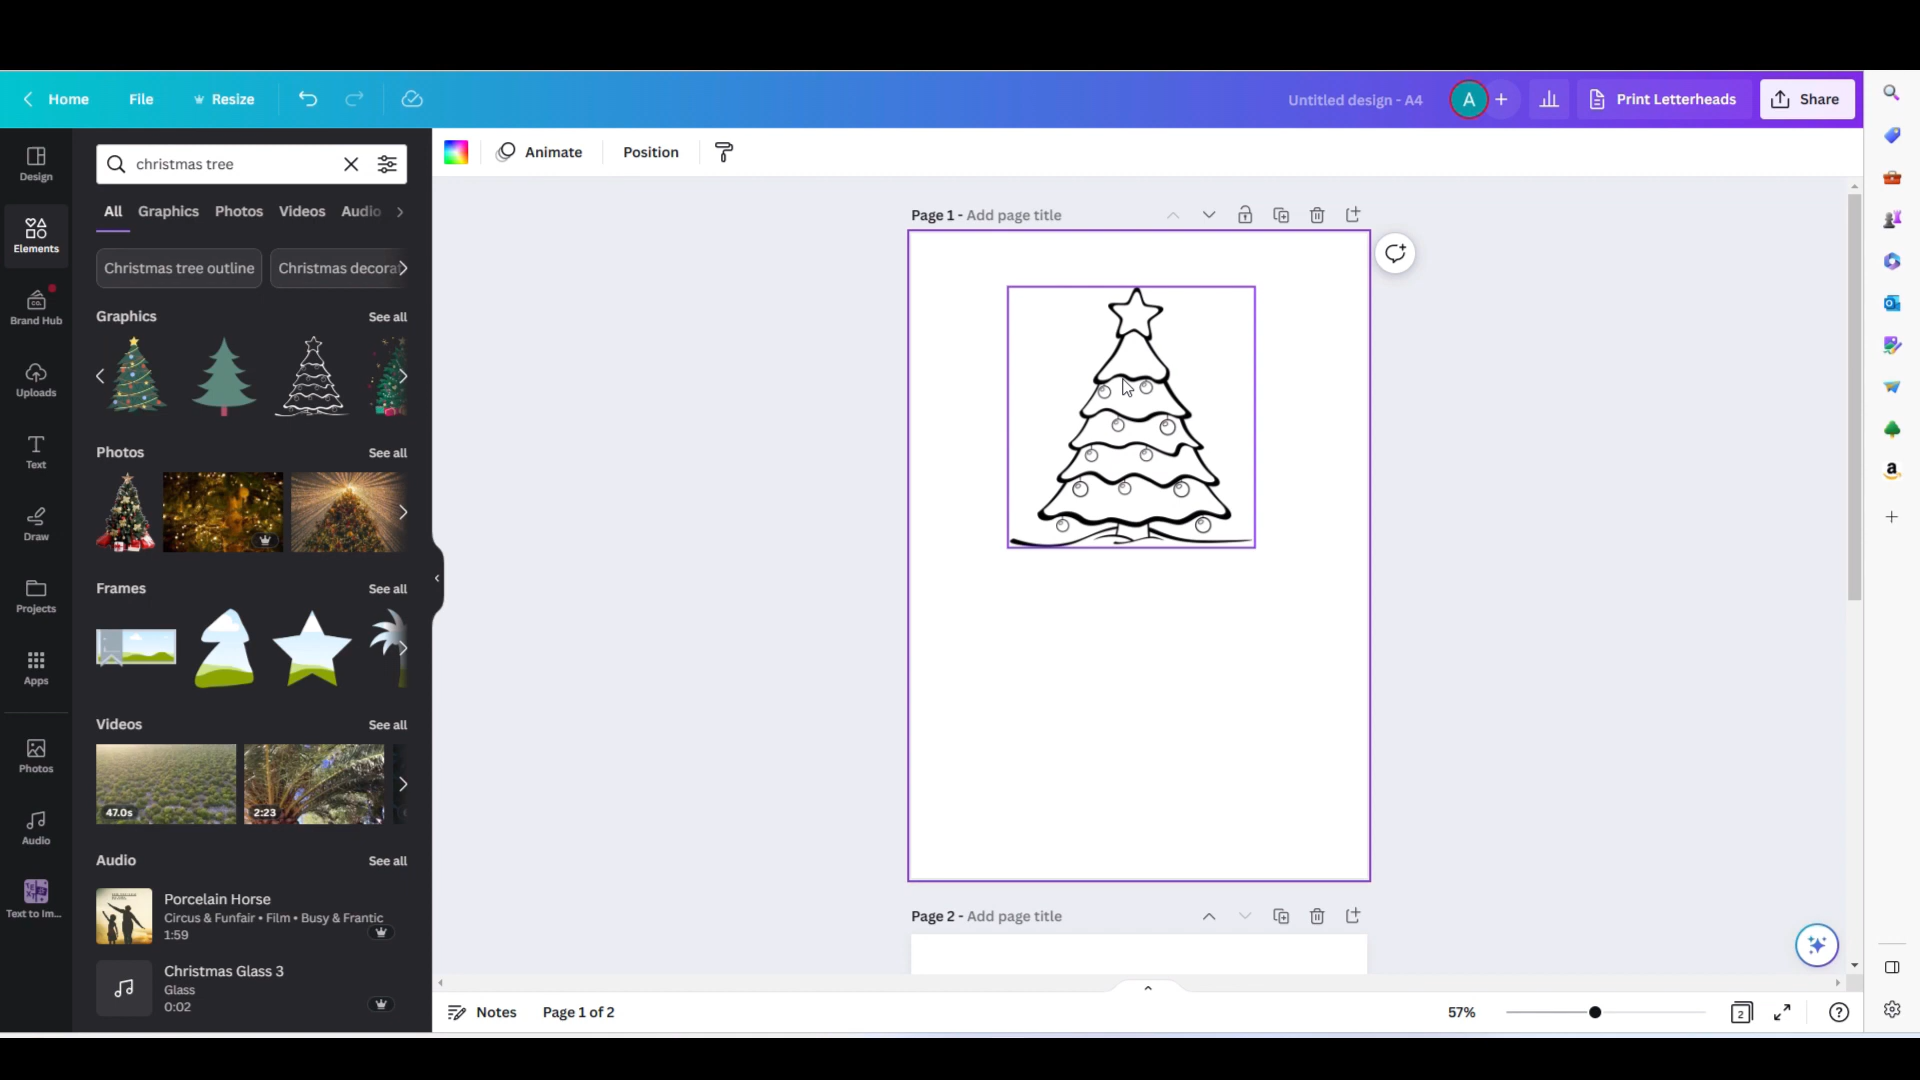 Home
File
Resize
Untitled design - A4
A
Print Letterheads
Share
Design
Elements
Brand Hub
CO.
Uploads
Text
Draw
Projects
Apps
Photos
Audio
Text to Im...
christmas tree
All
Graphics
Photos
Videos
Audio
Christmas tree outline
Christmas decora
Graphics
See all
Photos
See all
Frames
See all
Videos
See all
47.0s
2:23
Audio
See all
Porcelain Horse
Circus & Funfair • Film • Busy & Frantic
1:59
Christmas Glass 3
Glass
0:02
Animate
Position
Page 1 - Add page title
Page 2 - Add page title
Notes
Page 1 of 2
57%
2
?
a